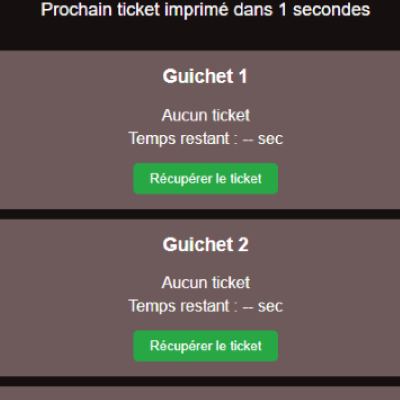 Prochain ticket imprimé dans 1 secondes
Guichet 1
Aucun ticket
Temps restant : -- sec
Récupérer le ticket
Guichet 2
Aucun ticket
Temps restant : -- sec
Récupérer le ticket